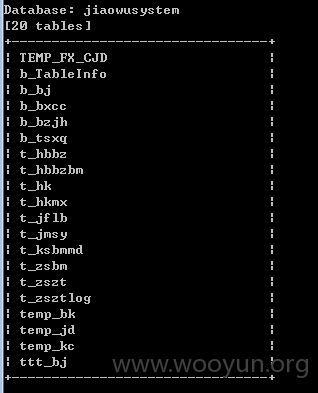 Database: jiaowusystem
[20 tables]
+--------------------------------+
¦ TEMP_FX_CJD ¦
¦ b_TableInfo ¦
¦ b_bj ¦
¦ b_bxcc ¦
¦ b_bzjh ¦
¦ b_tsxq ¦
¦ t_hbbz ¦
¦ t_hbbzbm ¦
¦ t_hk ¦
¦ t_hkmx ¦
¦ t_jflb ¦
¦ t_jmsy ¦
¦ t_ksbmmd ¦
¦ t_zsbm ¦
¦ t_zszt ¦
¦ t_zsztlog ¦
¦ temp_bk ¦
¦ temp_jd ¦
¦ temp_kc ¦
¦ ttt_bj ¦
+--------------------------------+
www.wooyun.org